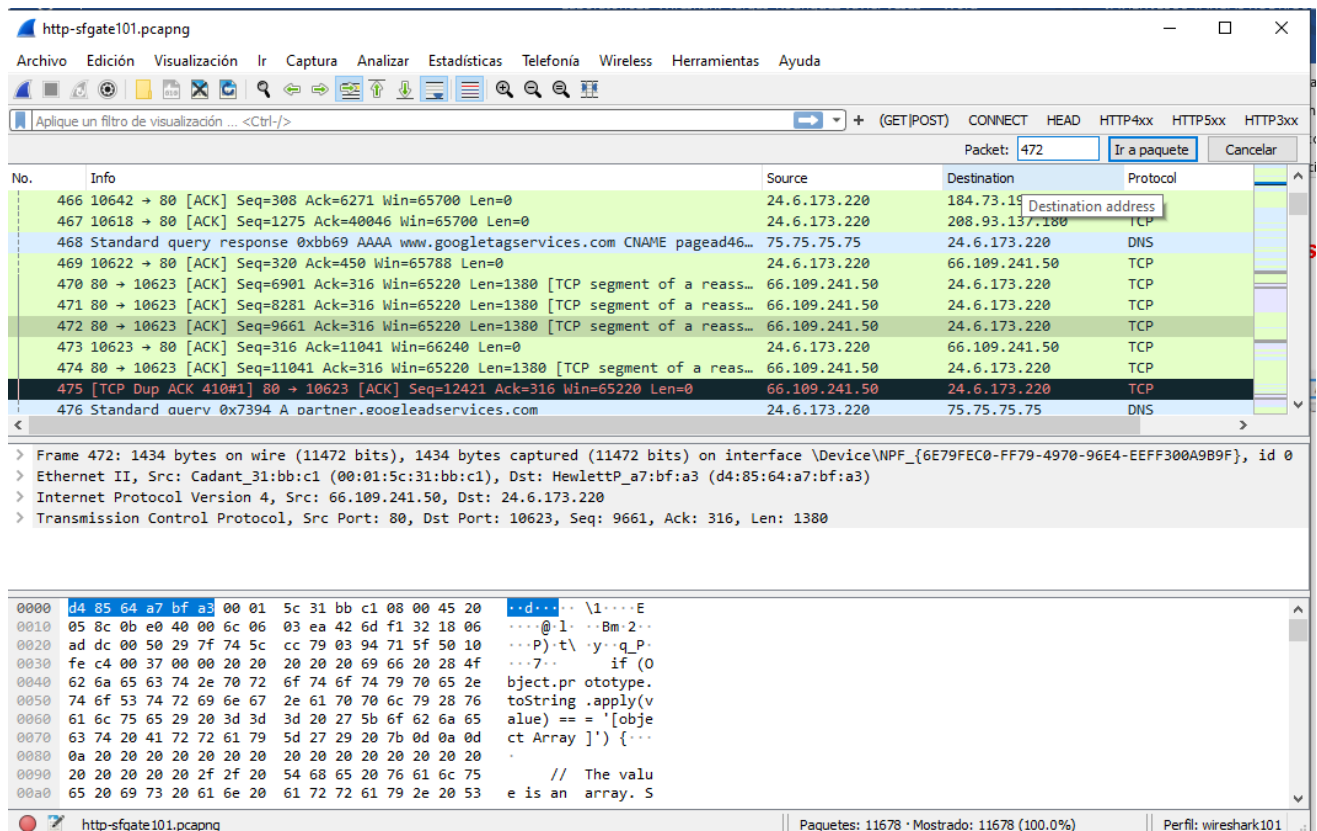 http-sfgate101.pcapng
Archivo Edición Visualización Ir Captura Analizar Estadísticas Telefonía Wireless Herramientas Ayuda
Aplique un filtro de visualización ... <Ctrl-/> + (GET|POST) CONNECT HEAD HTTP4xx HTTP5xx HTTP3xx
Packet: 472 Ir a paquete Cancelar
No. Info Source Destination Protocol
466 10642 → 80 [ACK] Seq=308 Ack=6271 Win=65700 Len=0 24.6.173.220 184.73.19
Destination address
467 10618 → 80 [ACK] Seq=1275 Ack=40046 Win=65700 Len=0 24.6.173.220 208.93.137.180 TCP
468 Standard query response 0xbb69 AAAA www.googletagservices.com CNAME pagead46… 75.75.75.75 24.6.173.220 DNS
469 10622 → 80 [ACK] Seq=320 Ack=450 Win=65788 Len=0 24.6.173.220 66.109.241.50 TCP
470 80 → 10623 [ACK] Seq=6901 Ack=316 Win=65220 Len=1380 [TCP segment of a reass… 66.109.241.50 24.6.173.220 TCP
471 80 → 10623 [ACK] Seq=8281 Ack=316 Win=65220 Len=1380 [TCP segment of a reass… 66.109.241.50 24.6.173.220 TCP
472 80 → 10623 [ACK] Seq=9661 Ack=316 Win=65220 Len=1380 [TCP segment of a reass… 66.109.241.50 24.6.173.220 TCP
473 10623 → 80 [ACK] Seq=316 Ack=11041 Win=66240 Len=0 24.6.173.220 66.109.241.50 TCP
474 80 → 10623 [ACK] Seq=11041 Ack=316 Win=65220 Len=1380 [TCP segment of a reas… 66.109.241.50 24.6.173.220 TCP
475 [TCP Dup ACK 410#1] 80 → 10623 [ACK] Seq=12421 Ack=316 Win=65220 Len=0 66.109.241.50 24.6.173.220 TCP
476 Standard query 0x7394 A partner.googleadservices.com 24.6.173.220 75.75.75.75 DNS
> Frame 472: 1434 bytes on wire (11472 bits), 1434 bytes captured (11472 bits) on interface \Device\NPF_{6E79FEC0-FF79-4970-96E4-EEFF300A9B9F}, id 0
> Ethernet II, Src: Cadant_31:bb:c1 (00:01:5c:31:bb:c1), Dst: HewlettP_a7:bf:a3 (d4:85:64:a7:bf:a3)
> Internet Protocol Version 4, Src: 66.109.241.50, Dst: 24.6.173.220
> Transmission Control Protocol, Src Port: 80, Dst Port: 10623, Seq: 9661, Ack: 316, Len: 1380
0000 d4 85 64 a7 bf a3 00 01 5c 31 bb c1 08 00 45 20 ··d····· \1····E
0010 05 8c 0b e0 40 00 6c 06 03 ea 42 6d f1 32 18 06 ····@·l· ··Bm·2··
0020 ad dc 00 50 29 7f 74 5c cc 79 03 94 71 5f 50 10 ···P)·t\ ·y··q_P·
0030 fe c4 00 37 00 00 20 20 20 20 20 69 66 20 28 4f ···7·· if (O
0040 62 6a 65 63 74 2e 70 72 6f 74 6f 74 79 70 65 2e bject.pr ototype.
0050 74 6f 53 74 72 69 6e 67 2e 61 70 70 6c 79 28 76 toString .apply(v
0060 61 6c 75 65 29 20 3d 3d 3d 20 27 5b 6f 62 6a 65 alue) == = '[obje
0070 63 74 20 41 72 72 61 79 5d 27 29 20 7b 0d 0a 0d ct Array ]') {···
0080 0a 20 20 20 20 20 20 20 20 20 20 20 20 20 20 20 ·
0090 20 20 20 20 20 2f 2f 20 54 68 65 20 76 61 6c 75 // The valu
00a0 65 20 69 73 20 61 6e 20 61 72 72 61 79 2e 20 53 e is an array. S
http-sfgate101.pcapng Paquetes: 11678 · Mostrado: 11678 (100.0%) Perfil: wireshark101